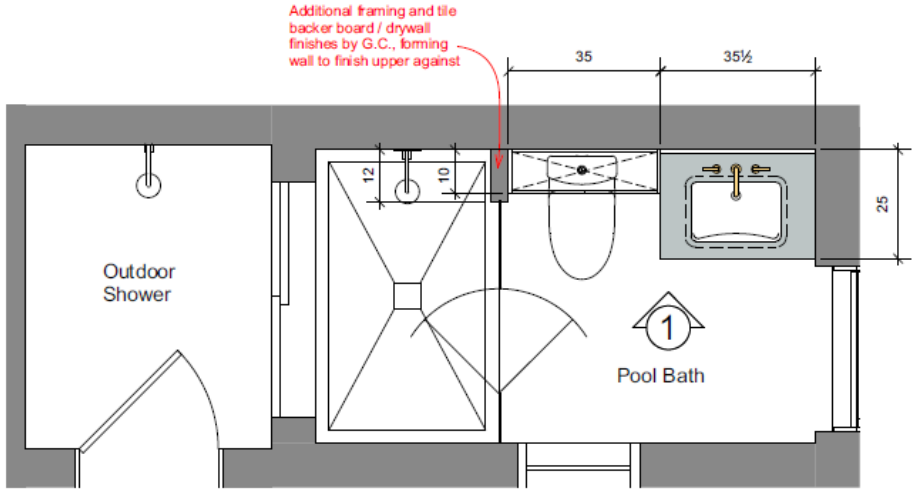 Additional framing and tile
backer board / drywall
finishes by G.C., forming
wall to finish upper against
35
35½
12
10
25
Outdoor
Shower
1
Pool Bath